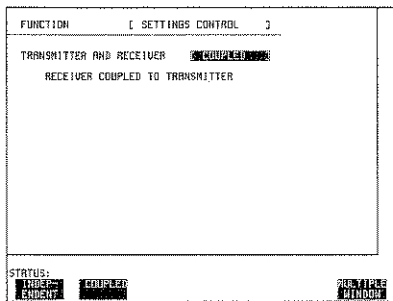 FUNCTION [ SETTINGS CONTROL ]
TRANSMITTER AND RECEIVER COUPLED
RECEIVER COUPLED TO TRANSMITTER
STATUS:
INDEP-
ENDENT
COUPLED
MULTIPLE
WINDOW